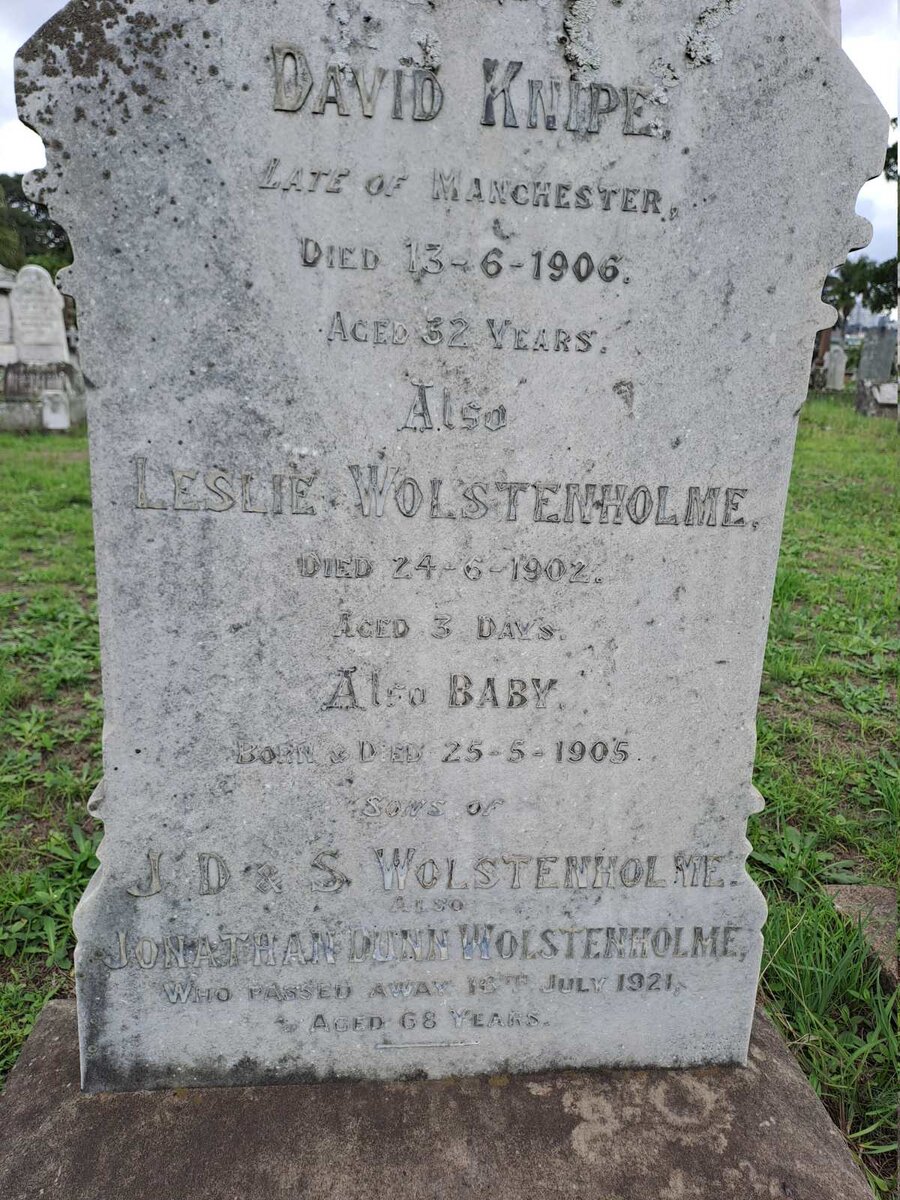 DAVID KNIPE.
LATE OF MANCHESTER,
DIED 13-6-1906.
AGED 32 YEARS.
Also
LESLIE WOLSTENHOLME,
DIED 24-6-1902.
AGED 3 DAYS.
Also BABY.
BORN & DIED 25-5-1905
SONS OF
J D & S WOLSTENHOLME.
ALSO
JONATHAN DUNN WOLSTENHOLME,
WHO PASSED AWAY JULY 1921,
AGED 68 YEARS.